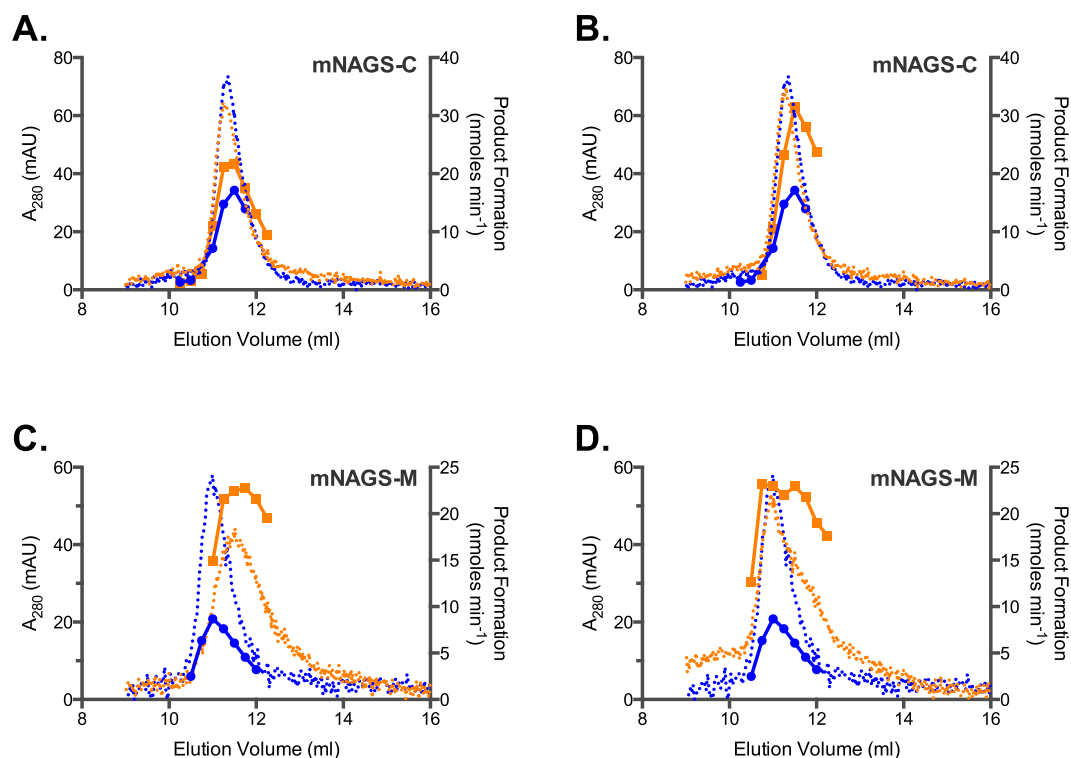 A.
mNAGS-C
A280 (mAU)
80
60
40
20
0
40
30
20
10
0
Product Formation
(nmoles min-1)
8
10
12
14
16
Elution Volume (ml)
B.
mNAGS-C
A280 (mAU)
80
60
40
20
0
40
30
20
10
0
Product Formation
(nmoles min-1)
8
10
12
14
16
Elution Volume (ml)
C.
mNAGS-M
A280 (mAU)
60
40
20
0
25
20
15
10
5
0
Product Formation
(nmoles min-1)
8
10
12
14
16
Elution Volume (ml)
D.
mNAGS-M
A280 (mAU)
60
40
20
0
25
20
15
10
5
0
Product Formation
(nmoles min-1)
8
10
12
14
16
Elution Volume (ml)